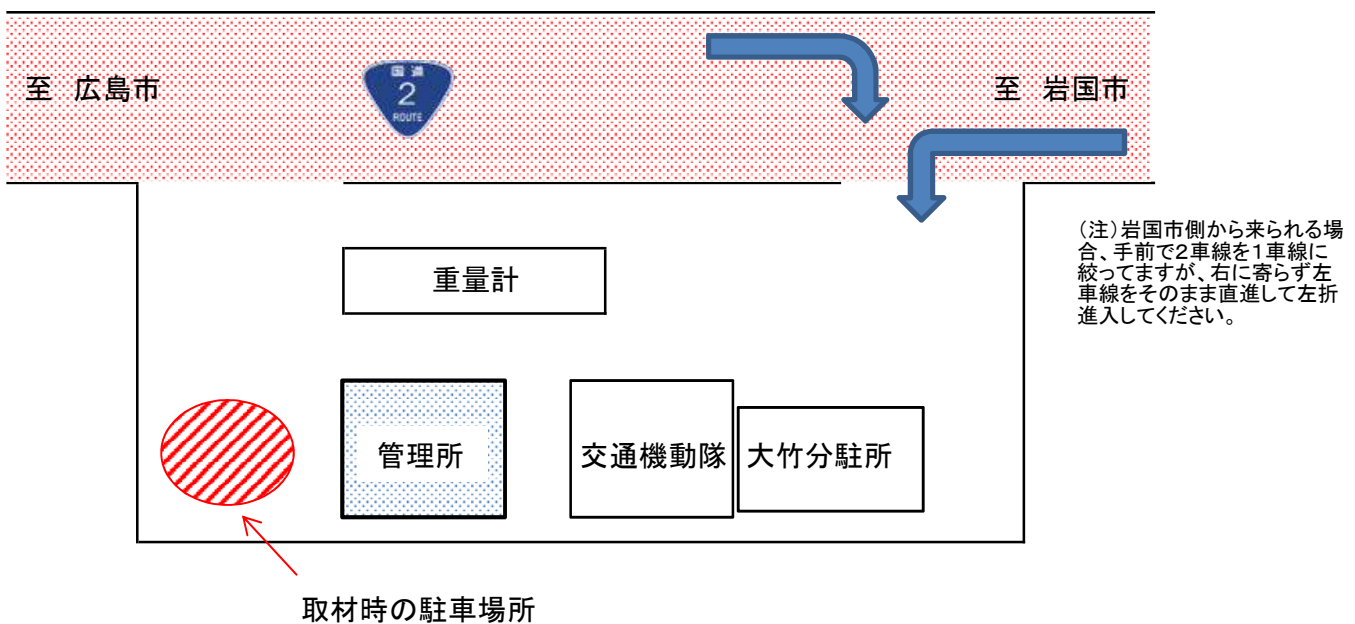 至 広島市
国道
2
ROUTE
至 岩国市
(注)岩国市側から来られる場
合、手前で2車線を1車線に
絞ってますが、右に寄らず左
車線をそのまま直進して左折
進入してください。
重量計
管理所
交通機動隊
大竹分駐所
取材時の駐車場所